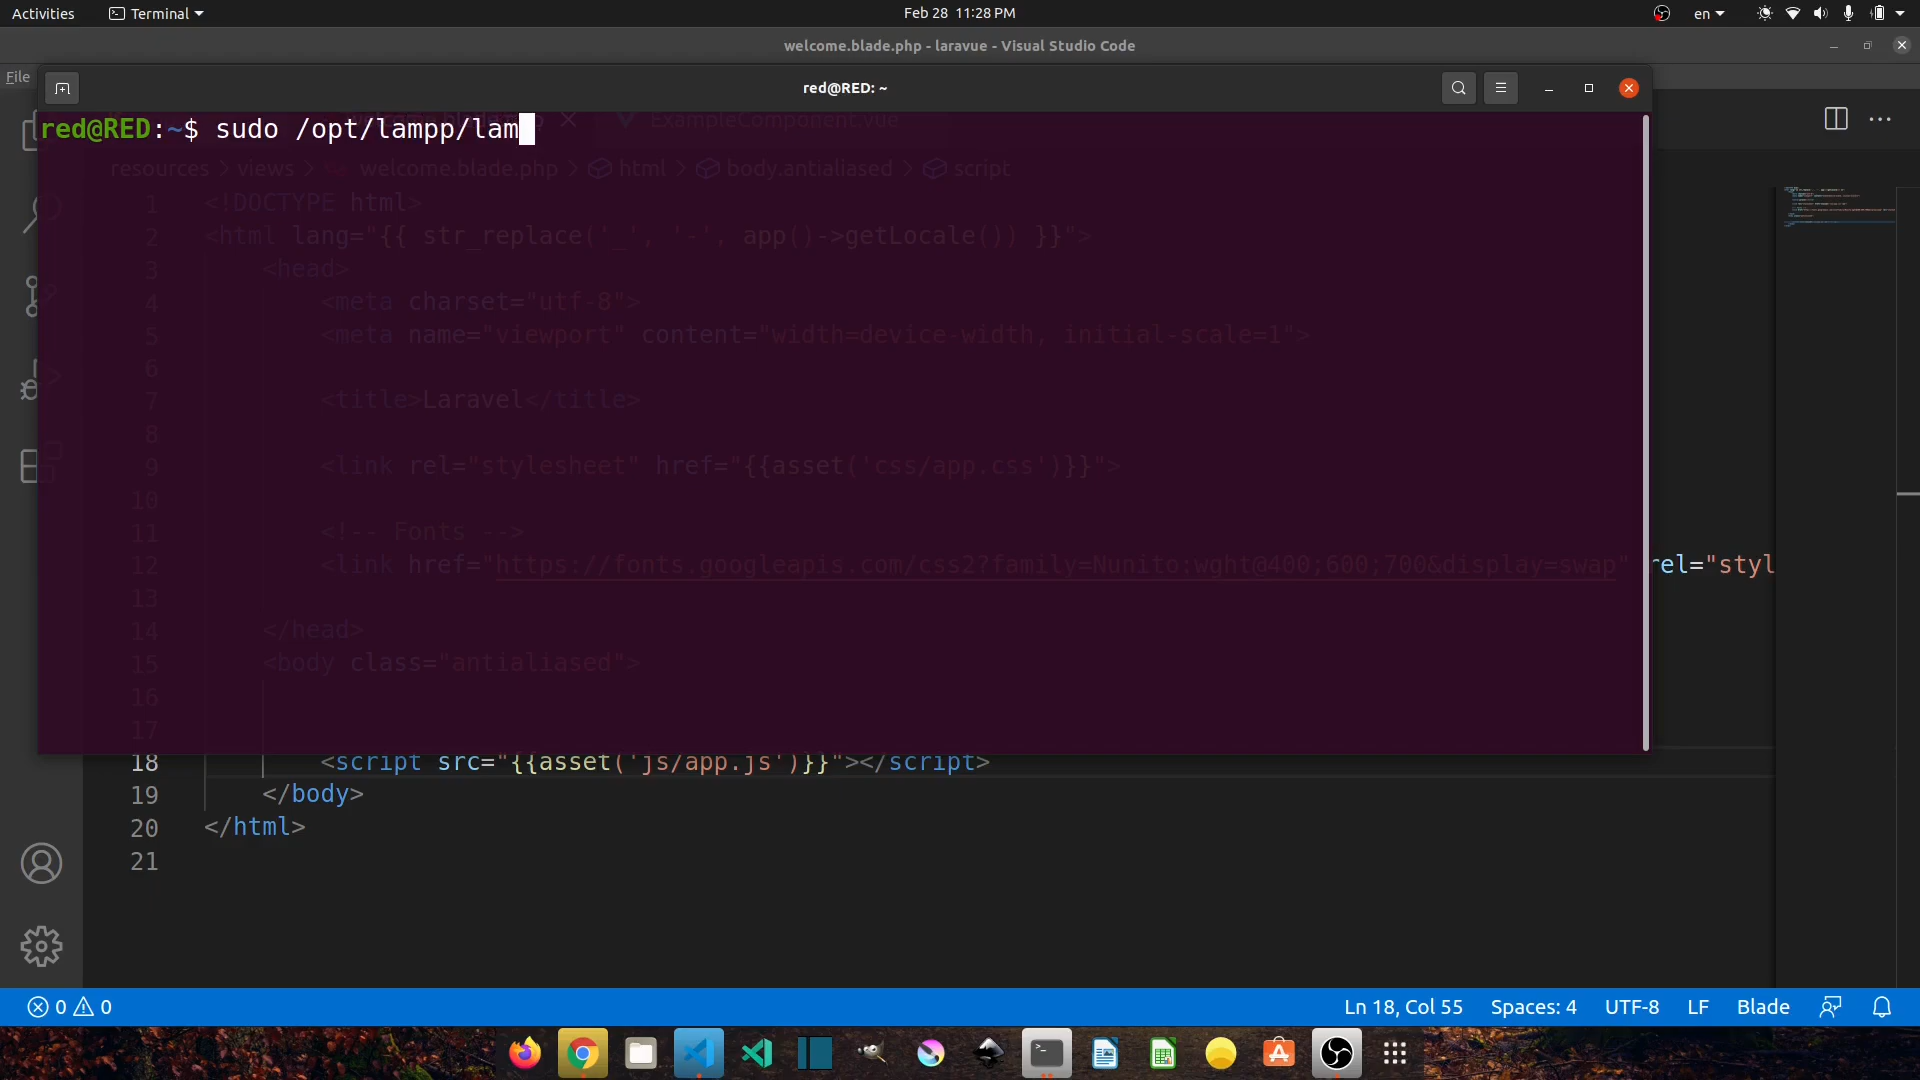 Activities
Terminal
Feb 28 11:28 PM
en
welcome.blade.php - laravue - Visual Studio Code
File
red@RED: ~
red@RED:~$ sudo /opt/lampp/lam
ExampleComponent.vue
resources > views > welcome.blade.php > html > body.antialiased > script
1 <!DOCTYPE html>
2 <html lang="{{ str_replace('_', '-', app()->getLocale()) }}">
3 <head>
4 <meta charset="utf-8">
5 <meta name="viewport" content="width=device-width, initial-scale=1">
6
7 <title>Laravel</title>
8
9 <link rel="stylesheet" href="{{asset('css/app.css')}}">
10
11 <!-- Fonts -->
12 <link href="https://fonts.googleapis.com/css2?family=Nunito:wght@400;600;700&display=swap" rel="styl
13
14 </head>
15 <body class="antialiased">
16
17
18 <script src="{{asset('js/app.js')}}"></script>
19 </body>
20 </html>
21
0 0
Ln 18, Col 55
Spaces: 4
UTF-8
LF
Blade